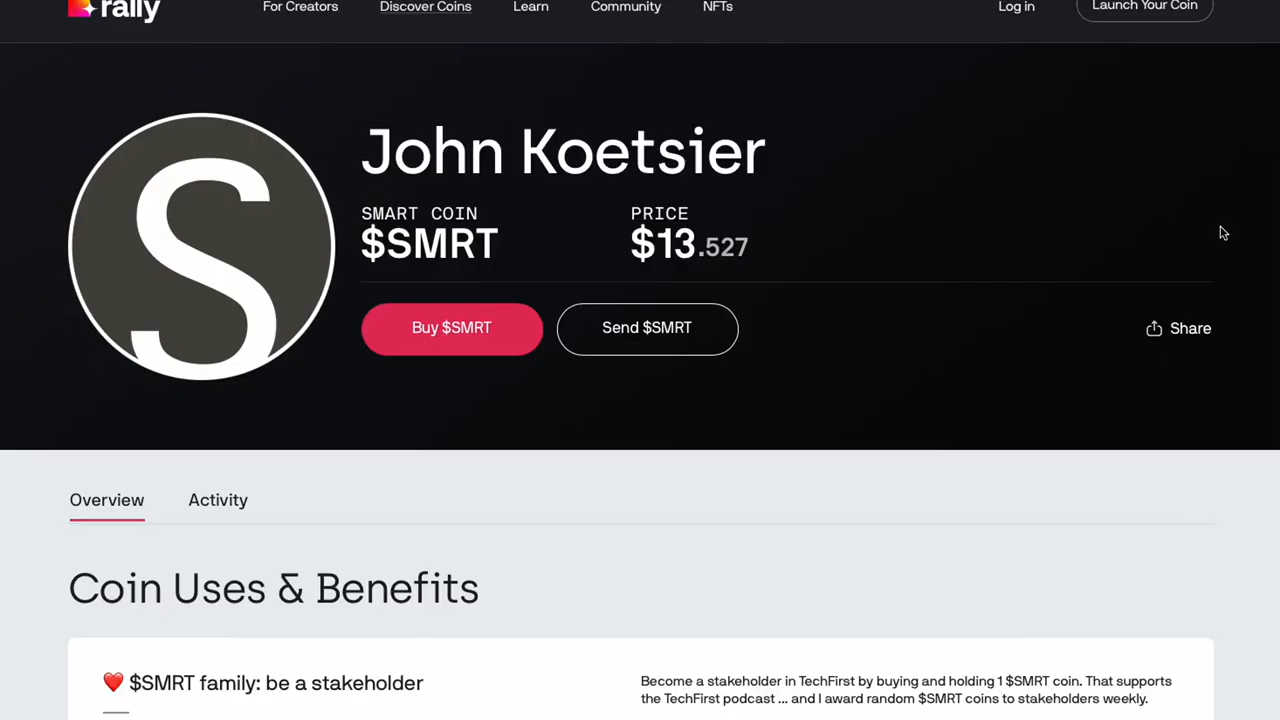 rally
For Creators Discover Coins Learn Community NFTs Log in Launch Your Coin
S
John Koetsier
SMART COIN PRICE
$SMRT $13.527
Buy $SMRT Send $SMRT Share
Overview Activity
Coin Uses & Benefits
❤️ $SMRT family: be a stakeholder
Become a stakeholder in TechFirst by buying and holding 1 $SMRT coin. That supports
the TechFirst podcast ... and I award random $SMRT coins to stakeholders weekly.